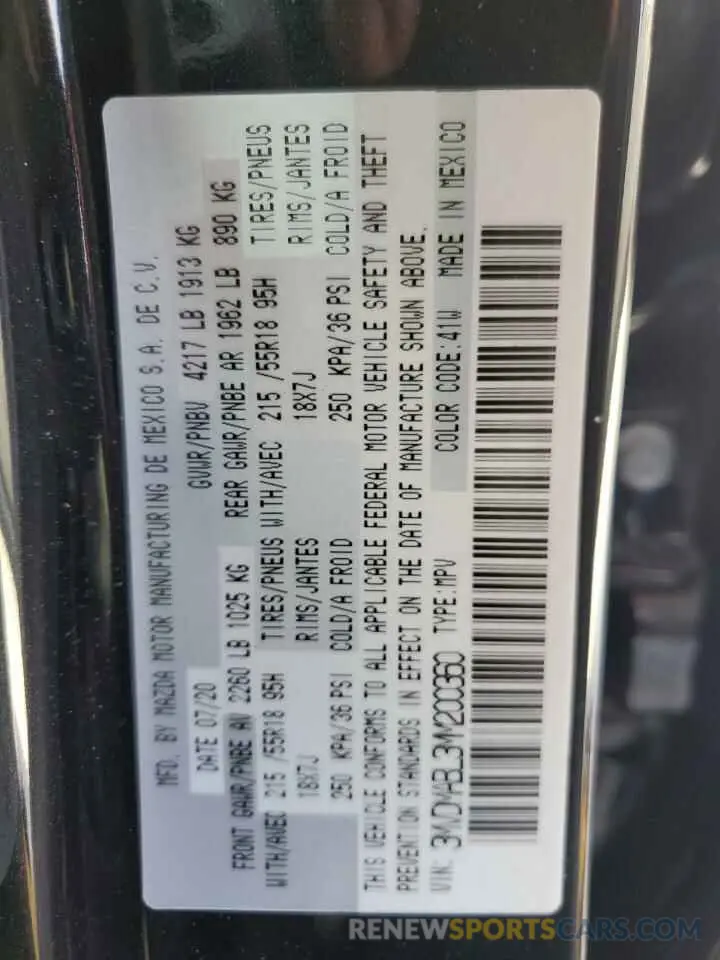 MFD. BY MAZDA MOTOR MANUFACTURING DE MEXICO S.A. DE C.V.
DATE 07/20 GVWR/PNBV 4217 LB 1913 KG
FRONT GAWR/PNBE AV 2260 LB 1025 KG REAR GAWR/PNBE AR 1962 LB 890 KG
WITH/AVEC 215 /55R18 95H TIRES/PNEUS WITH/AVEC 215 /55R18 95H TIRES/PNEUS
18X7J RIMS/JANTES 18X7J RIMS/JANTES
250 KPA/36 PSI COLD/A FROID 250 KPA/36 PSI COLD/A FROID
THIS VEHICLE CONFORMS TO ALL APPLICABLE FEDERAL MOTOR VEHICLE SAFETY AND THEFT
PREVENTION STANDARDS IN EFFECT ON THE DATE OF MANUFACTURE SHOWN ABOVE.
VIN: 3MVDMABL3MM200360 TYPE:MPV COLOR CODE:41W MADE IN MEXICO
RENEWSPORTSCARS.COM